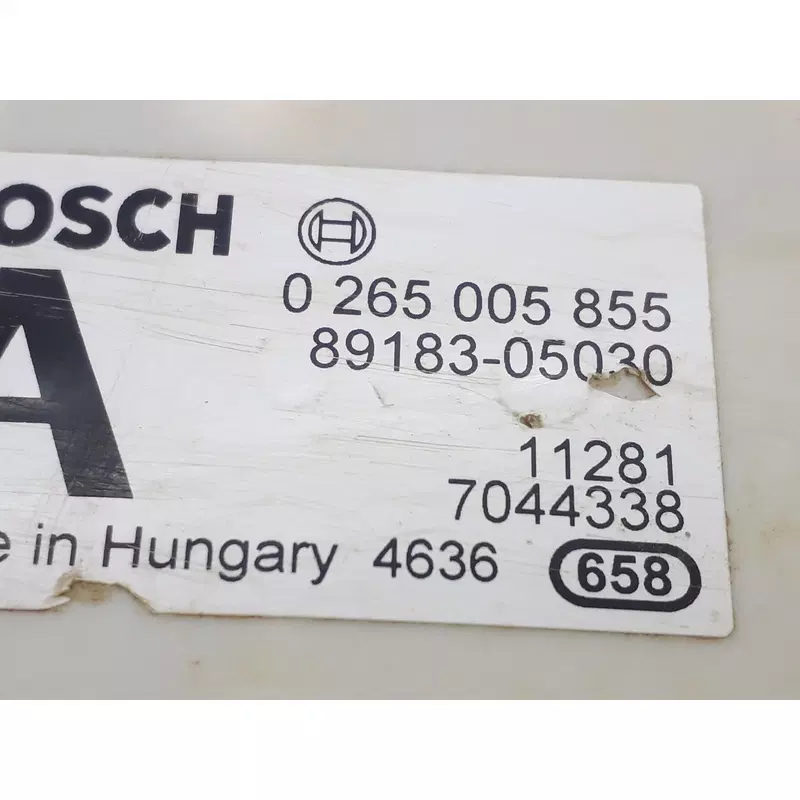 OSCH
0 265 005 855
89183-05030
A
11281
7044338
e in Hungary 4636 658